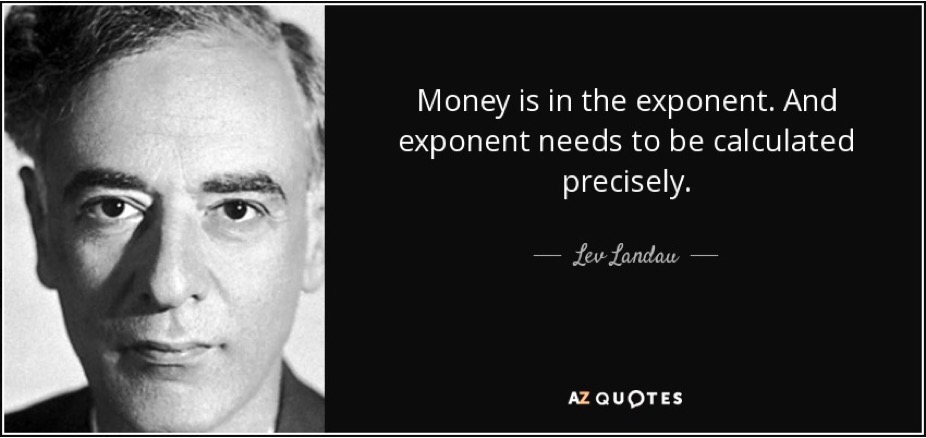 Money is in the exponent. And
exponent needs to be calculated
precisely.
Lev Landau
AZ QUOTES